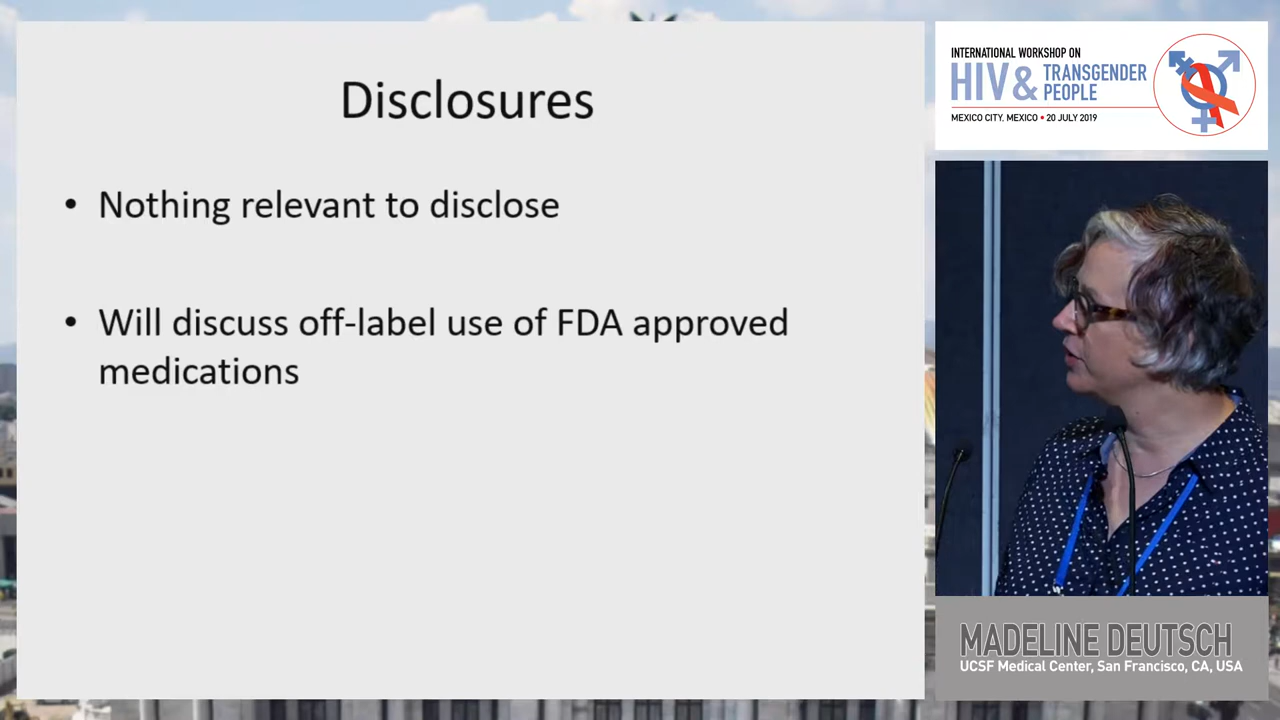 Disclosures
• Nothing relevant to disclose
• Will discuss off-label use of FDA approved
medications
INTERNATIONAL WORKSHOP ON
HIV & TRANSGENDER
PEOPLE
MEXICO CITY, MEXICO • 20 JULY 2019
MADELINE DEUTSCH
UCSF Medical Center, San Francisco, CA, USA